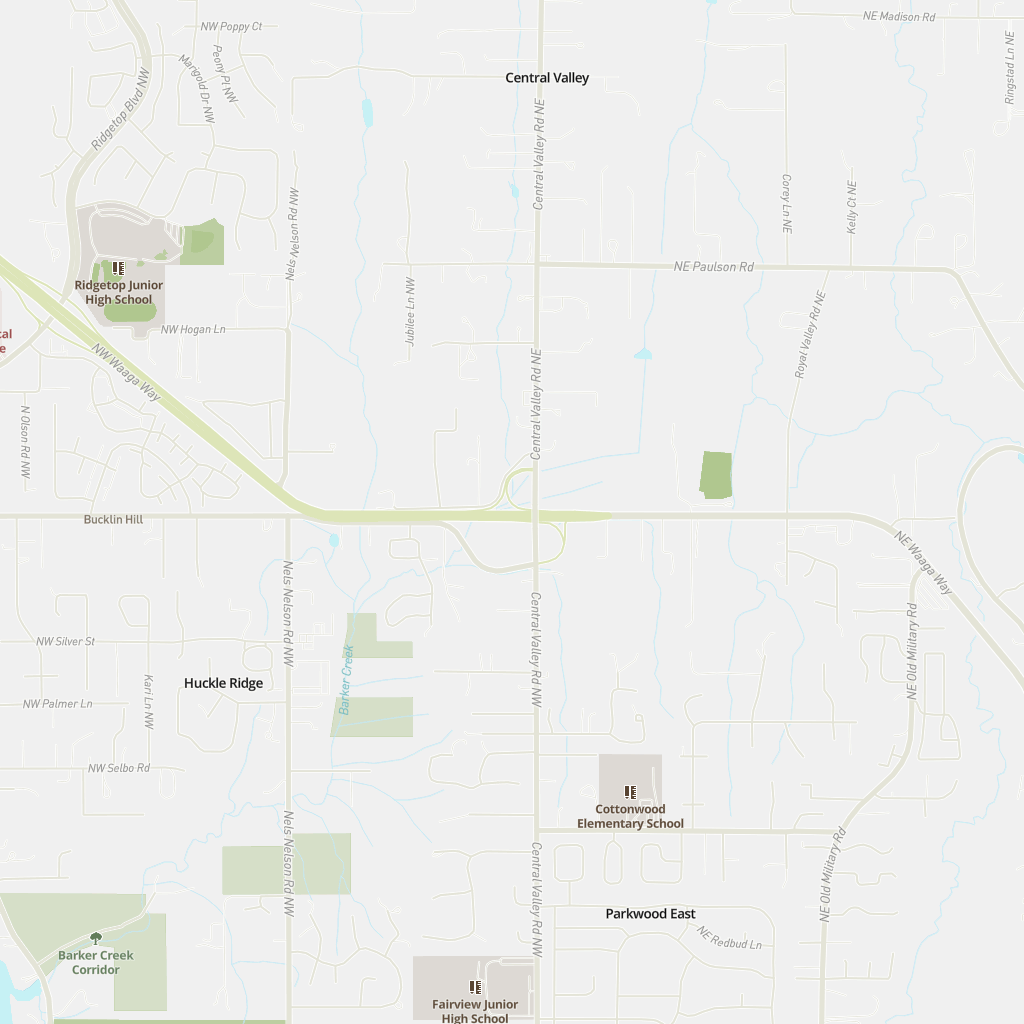 NW Poppy Ct
NE Madison Rd
Ringstad Ln NE
Marigold Dr NW
Peony Pl NW
Central Valley
Ridgetop Blvd NW
Central Valley Rd NE
Nels Nelson Rd NW
Corey Ln NE
Kelly Ct NE
Ridgetop Junior
High School
NE Paulson Rd
Jubilee Ln NW
Royal Valley Rd NE
NW Hogan Ln
cal
e
NW Waaga Way
Central Valley Rd NE
N Olson Rd NW
Bucklin Hill
NE Waaga Way
Nels Nelson Rd NW
Central Valley Rd NW
NE Old Military Rd
NW Silver St
Barker Creek
Huckle Ridge
Kari Ln NW
NW Palmer Ln
NW Selbo Rd
Cottonwood
Elementary School
Nels Nelson Rd NW
Central Valley Rd NW
NE Old Military Rd
Parkwood East
NE Redbud Ln
Barker Creek
Corridor
Fairview Junior
High School